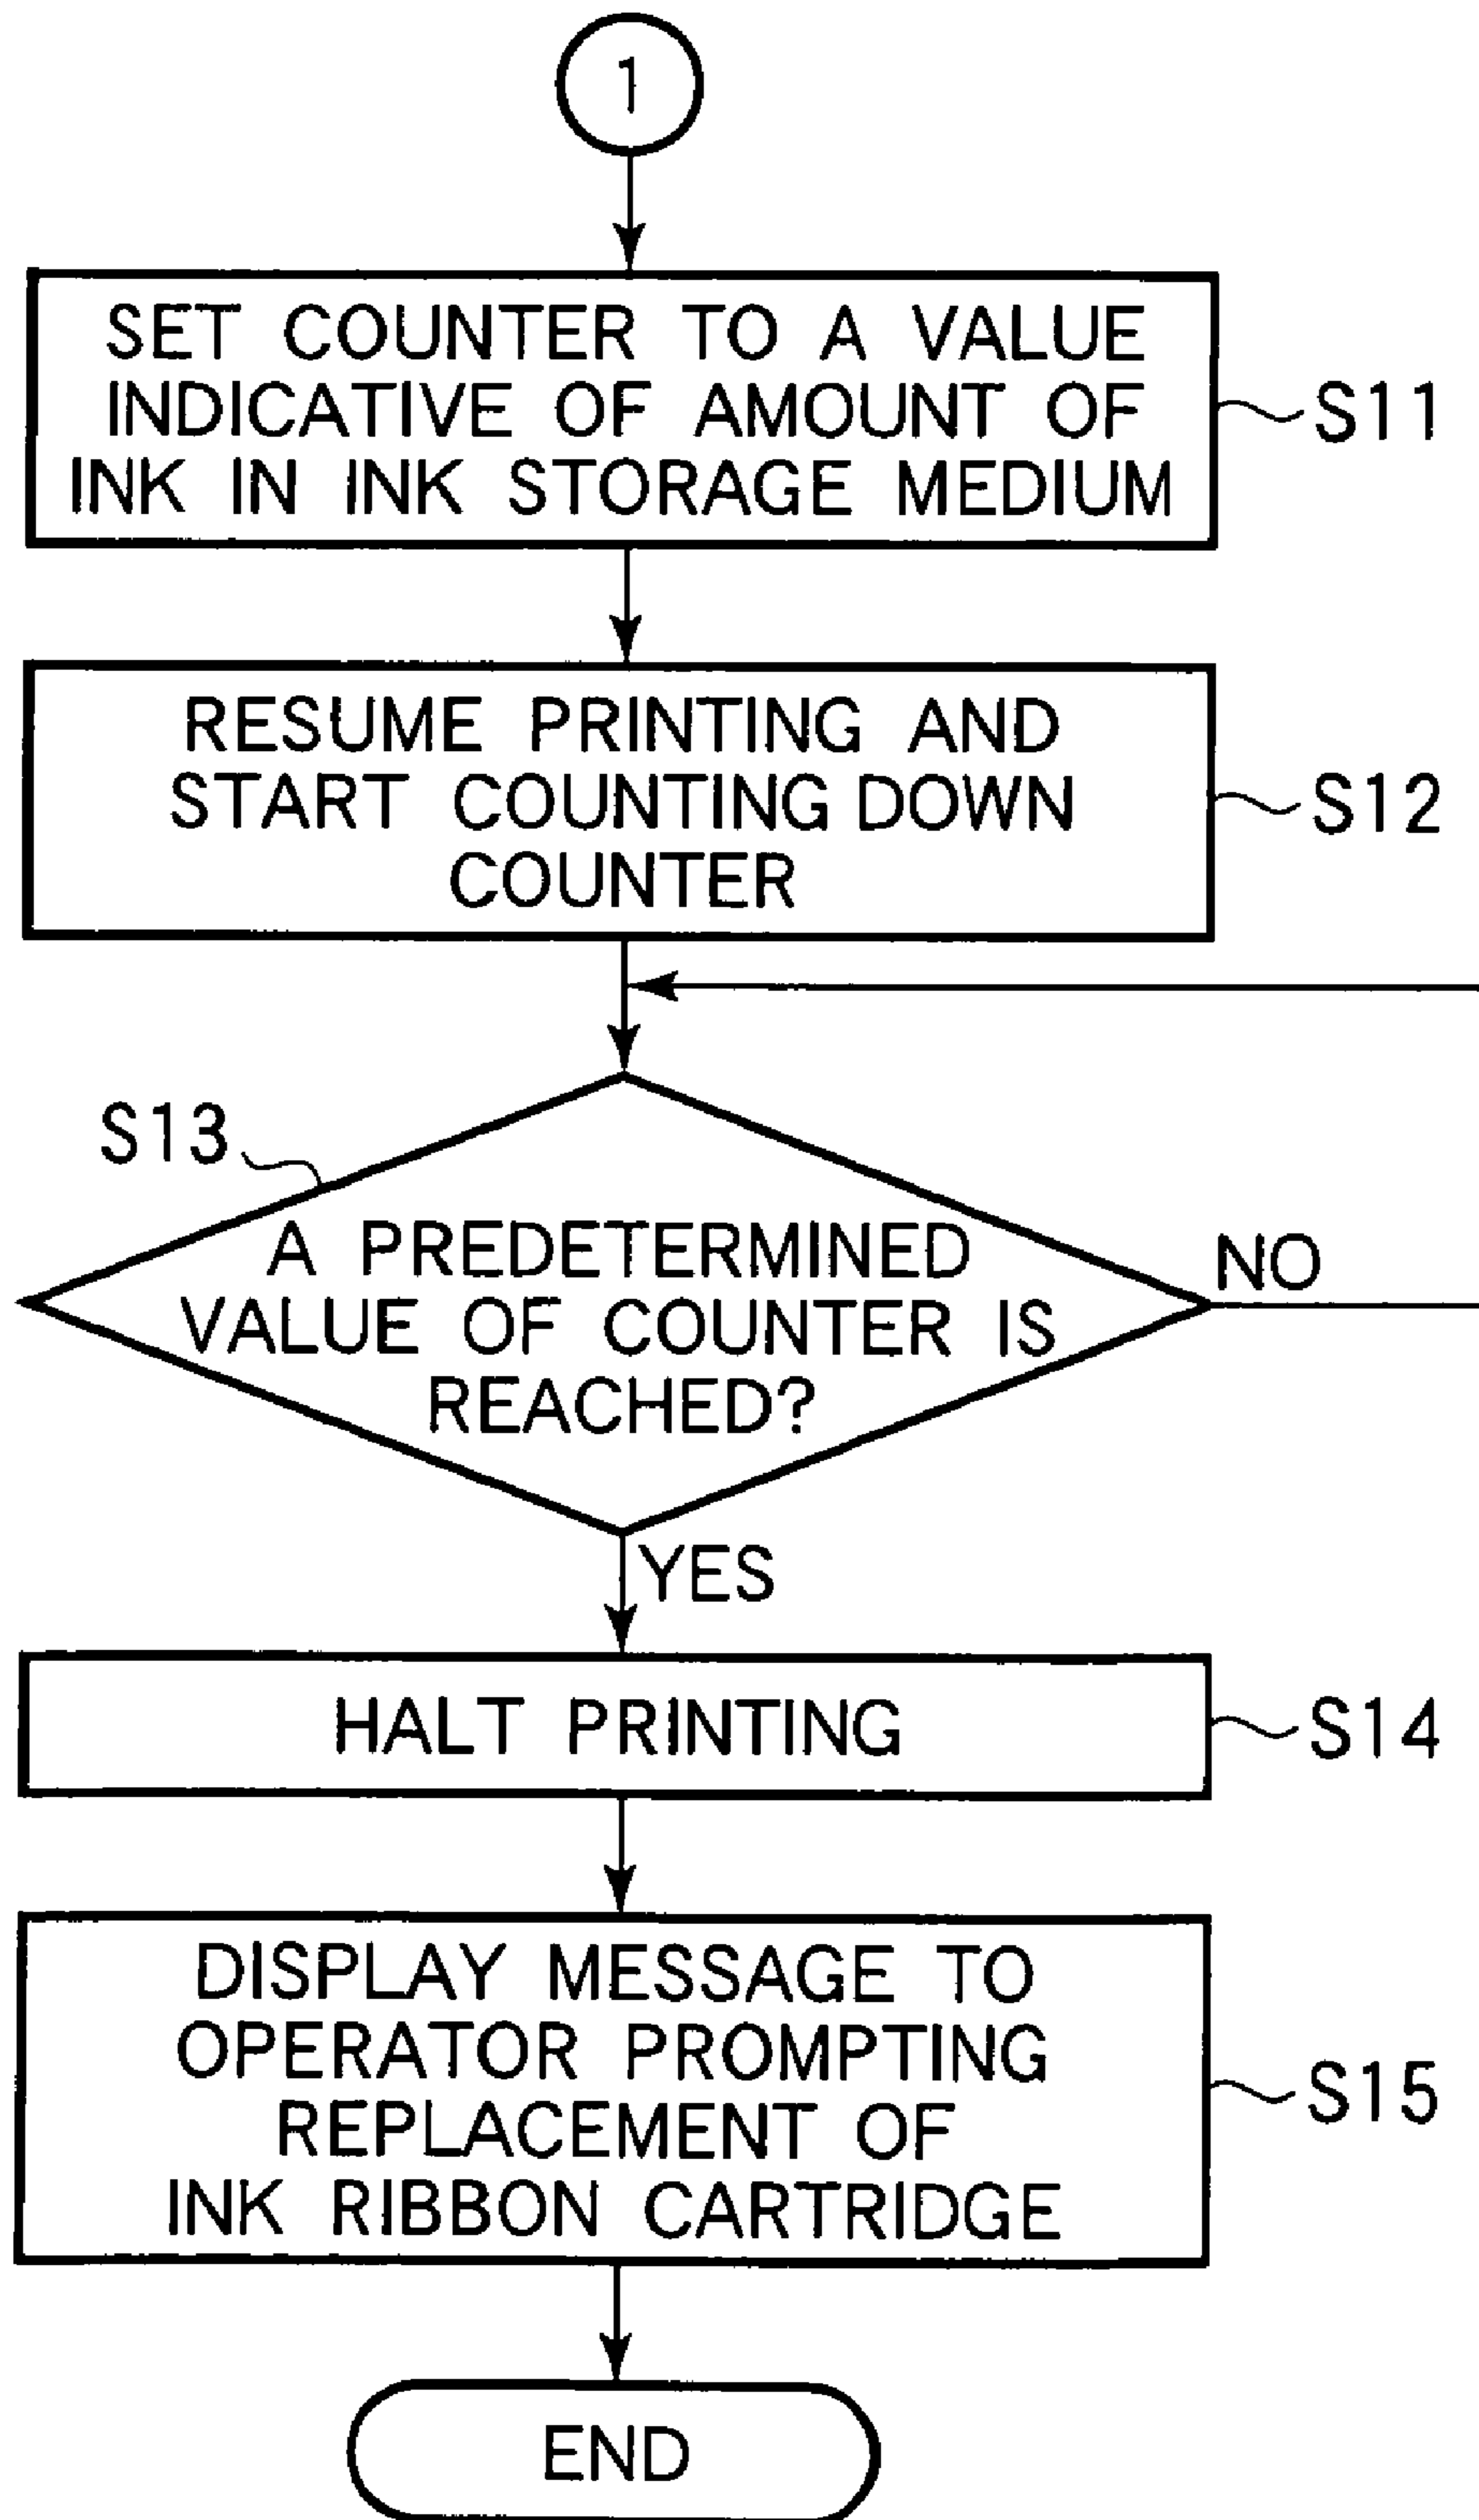 1
SET COUNTER TO A VALUE
INDICATIVE OF AMOUNT OF
INK IN INK STORAGE MEDIUM
S11
RESUME PRINTING AND
START COUNTING DOWN
COUNTER
S12
S13
A PREDETERMINED
VALUE OF COUNTER IS
REACHED?
NO
YES
HALT PRINTING
S14
DISPLAY MESSAGE TO
OPERATOR PROMPTING
REPLACEMENT OF
INK RIBBON CARTRIDGE
S15
END